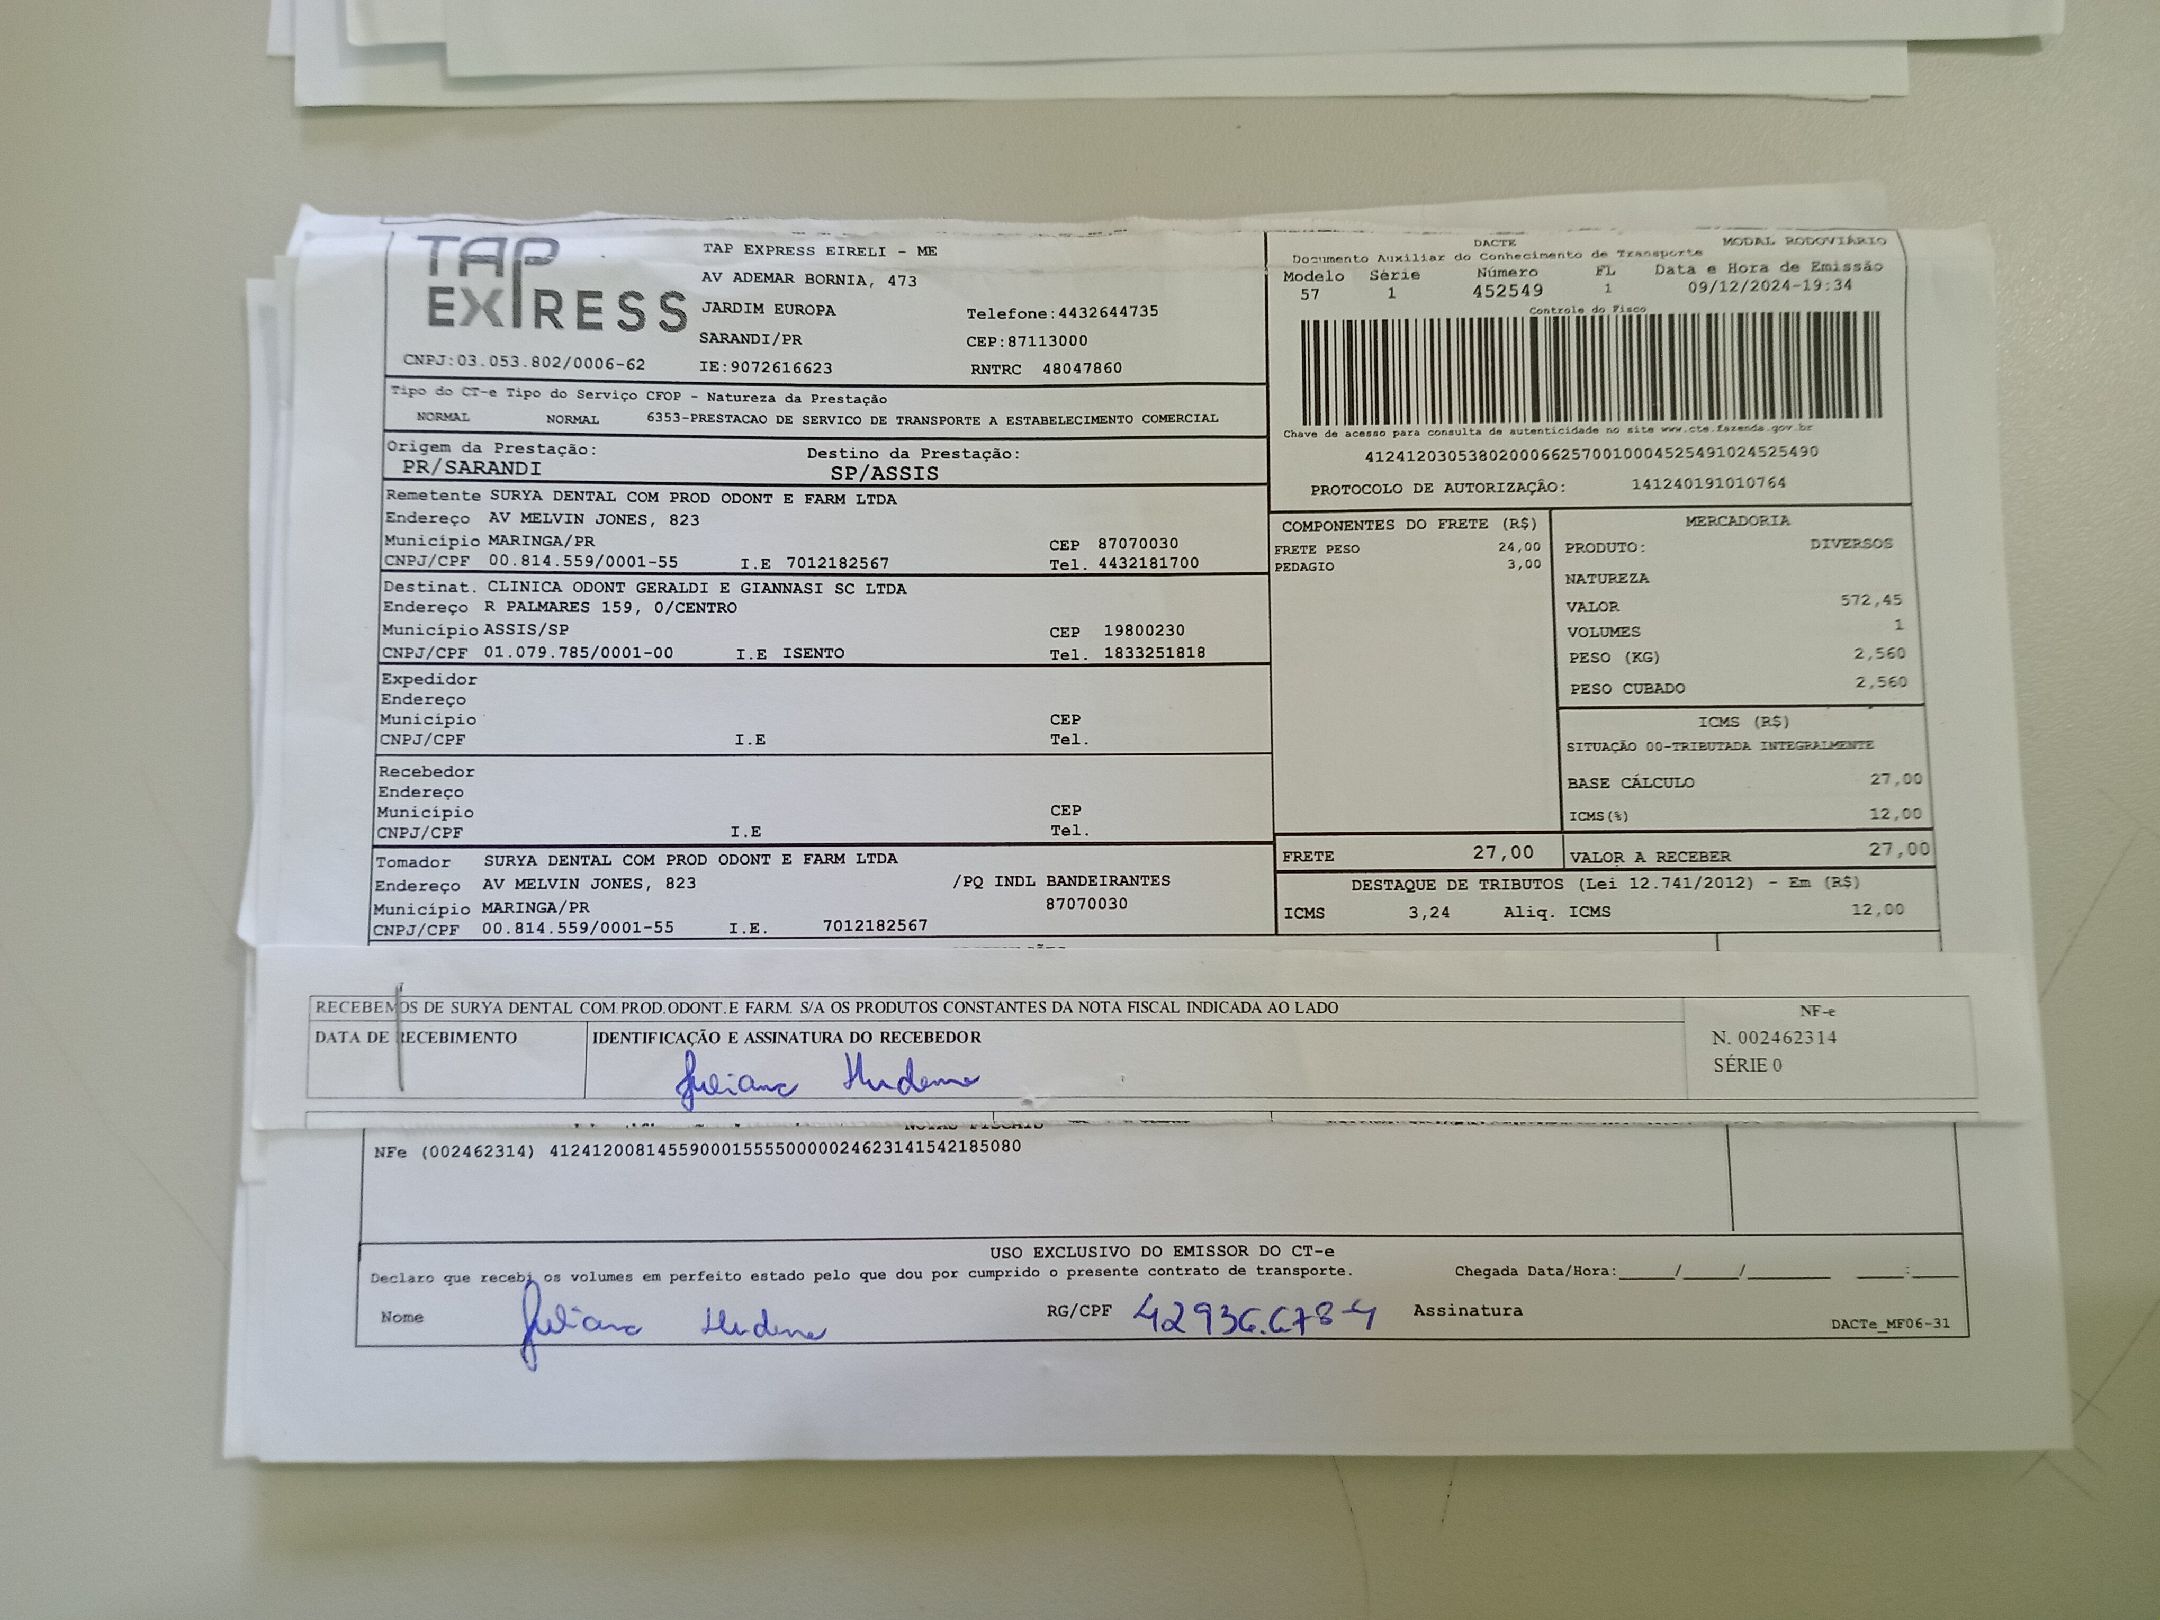 TAP EXPRESS
TAP EXPRESS EIRELI - ME
AV ADEMAR BORNIA, 473
JARDIM EUROPA
Telefone:4432644735
SARANDI/PR
CEP:87113000
CNPJ:03.053.802/0006-62
IE:9072616623
RNTRC 48047860
DACTE
MODAL RODOVIÁRIO
Documento Auxiliar do Conhecimento de Transporte
Modelo Série Número FL Data e Hora de Emissão
57 1 452549 1 09/12/2024-19:34
Controle do Fisco
Chave de acesso para consulta de autenticidade no site www.cte.fazenda.gov.br
41241203053802000662570010004525491024525490
PROTOCOLO DE AUTORIZAÇÃO: 141240191010764
Tipo do CT-e Tipo do Serviço CFOP - Natureza da Prestação
NORMAL NORMAL 6353-PRESTACAO DE SERVICO DE TRANSPORTE A ESTABELECIMENTO COMERCIAL
Origem da Prestação: Destino da Prestação:
PR/SARANDI SP/ASSIS
Remetente SURYA DENTAL COM PROD ODONT E FARM LTDA
Endereço AV MELVIN JONES, 823
Município MARINGA/PR CEP 87070030
CNPJ/CPF 00.814.559/0001-55 I.E 7012182567 Tel. 4432181700
Destinat. CLINICA ODONT GERALDI E GIANNASI SC LTDA
Endereço R PALMARES 159, 0/CENTRO
Município ASSIS/SP CEP 19800230
CNPJ/CPF 01.079.785/0001-00 I.E ISENTO Tel. 1833251818
Expedidor
Endereço
Município CEP
CNPJ/CPF I.E Tel.
Recebedor
Endereço
Município CEP
CNPJ/CPF I.E Tel.
Tomador SURYA DENTAL COM PROD ODONT E FARM LTDA
Endereço AV MELVIN JONES, 823 /PQ INDL BANDEIRANTES
Município MARINGA/PR 87070030
CNPJ/CPF 00.814.559/0001-55 I.E. 7012182567
COMPONENTES DO FRETE (R$)
FRETE PESO 24,00
PEDAGIO 3,00
MERCADORIA
PRODUTO: DIVERSOS
NATUREZA
VALOR 572,45
VOLUMES 1
PESO (KG) 2,560
PESO CUBADO 2,560
ICMS (R$)
SITUAÇÃO 00-TRIBUTADA INTEGRALMENTE
BASE CÁLCULO 27,00
ICMS(%) 12,00
FRETE 27,00 VALOR A RECEBER 27,00
DESTAQUE DE TRIBUTOS (Lei 12.741/2012) - Em (R$)
ICMS 3,24 Aliq. ICMS 12,00
RECEBEMOS DE SURYA DENTAL COM.PROD.ODONT.E FARM. S/A OS PRODUTOS CONSTANTES DA NOTA FISCAL INDICADA AO LADO
DATA DE RECEBIMENTO
IDENTIFICAÇÃO E ASSINATURA DO RECEBEDOR
Juliana
NF-e
N. 002462314
SÉRIE 0
NOTAS FISCAIS
NFe (002462314) 41241200814559000155550000024623141542185080
USO EXCLUSIVO DO EMISSOR DO CT-e
Declaro que recebi os volumes em perfeito estado pelo que dou por cumprido o presente contrato de transporte. Chegada Data/Hora:_____/_____/________ ____:____
Nome Juliana RG/CPF 42936.678-4 Assinatura
DACTe_MF06-31